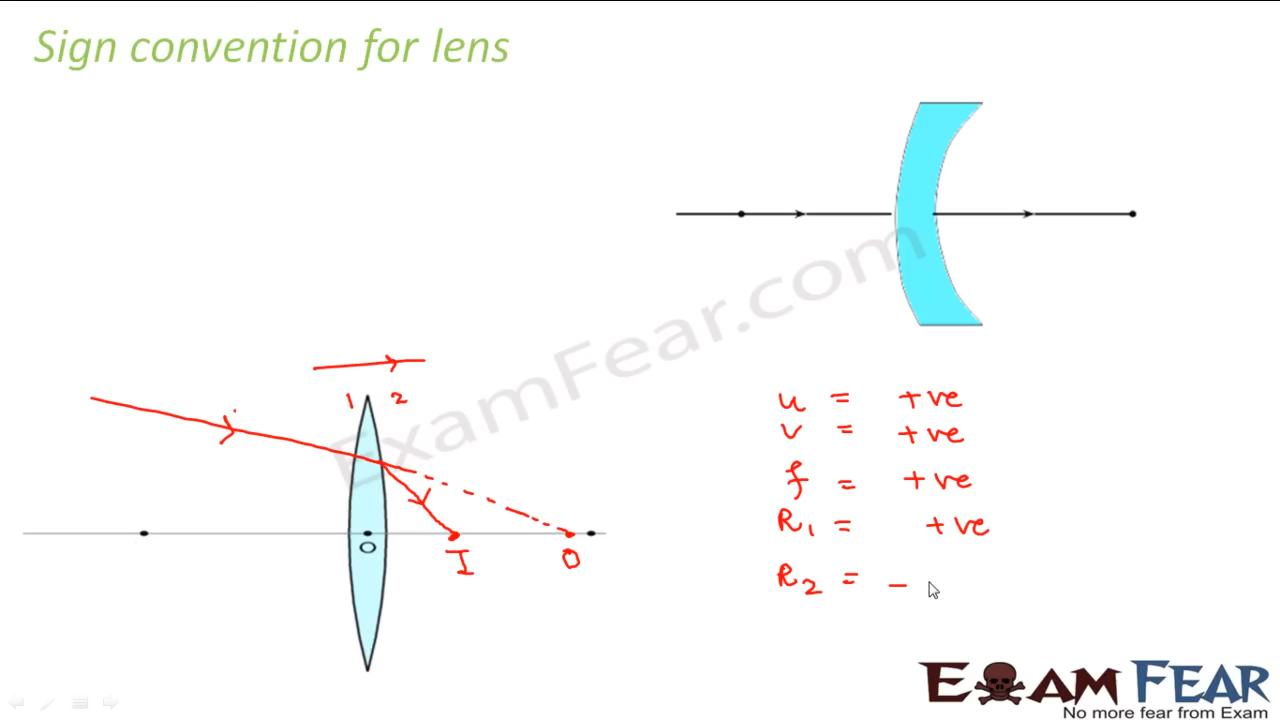 Sign convention for lens
ExamFear.com
1 2
O
I
O
u = +ve
v = +ve
f = +ve
R1 = +ve
R2 = -
EXAM FEAR
No more fear from Exam